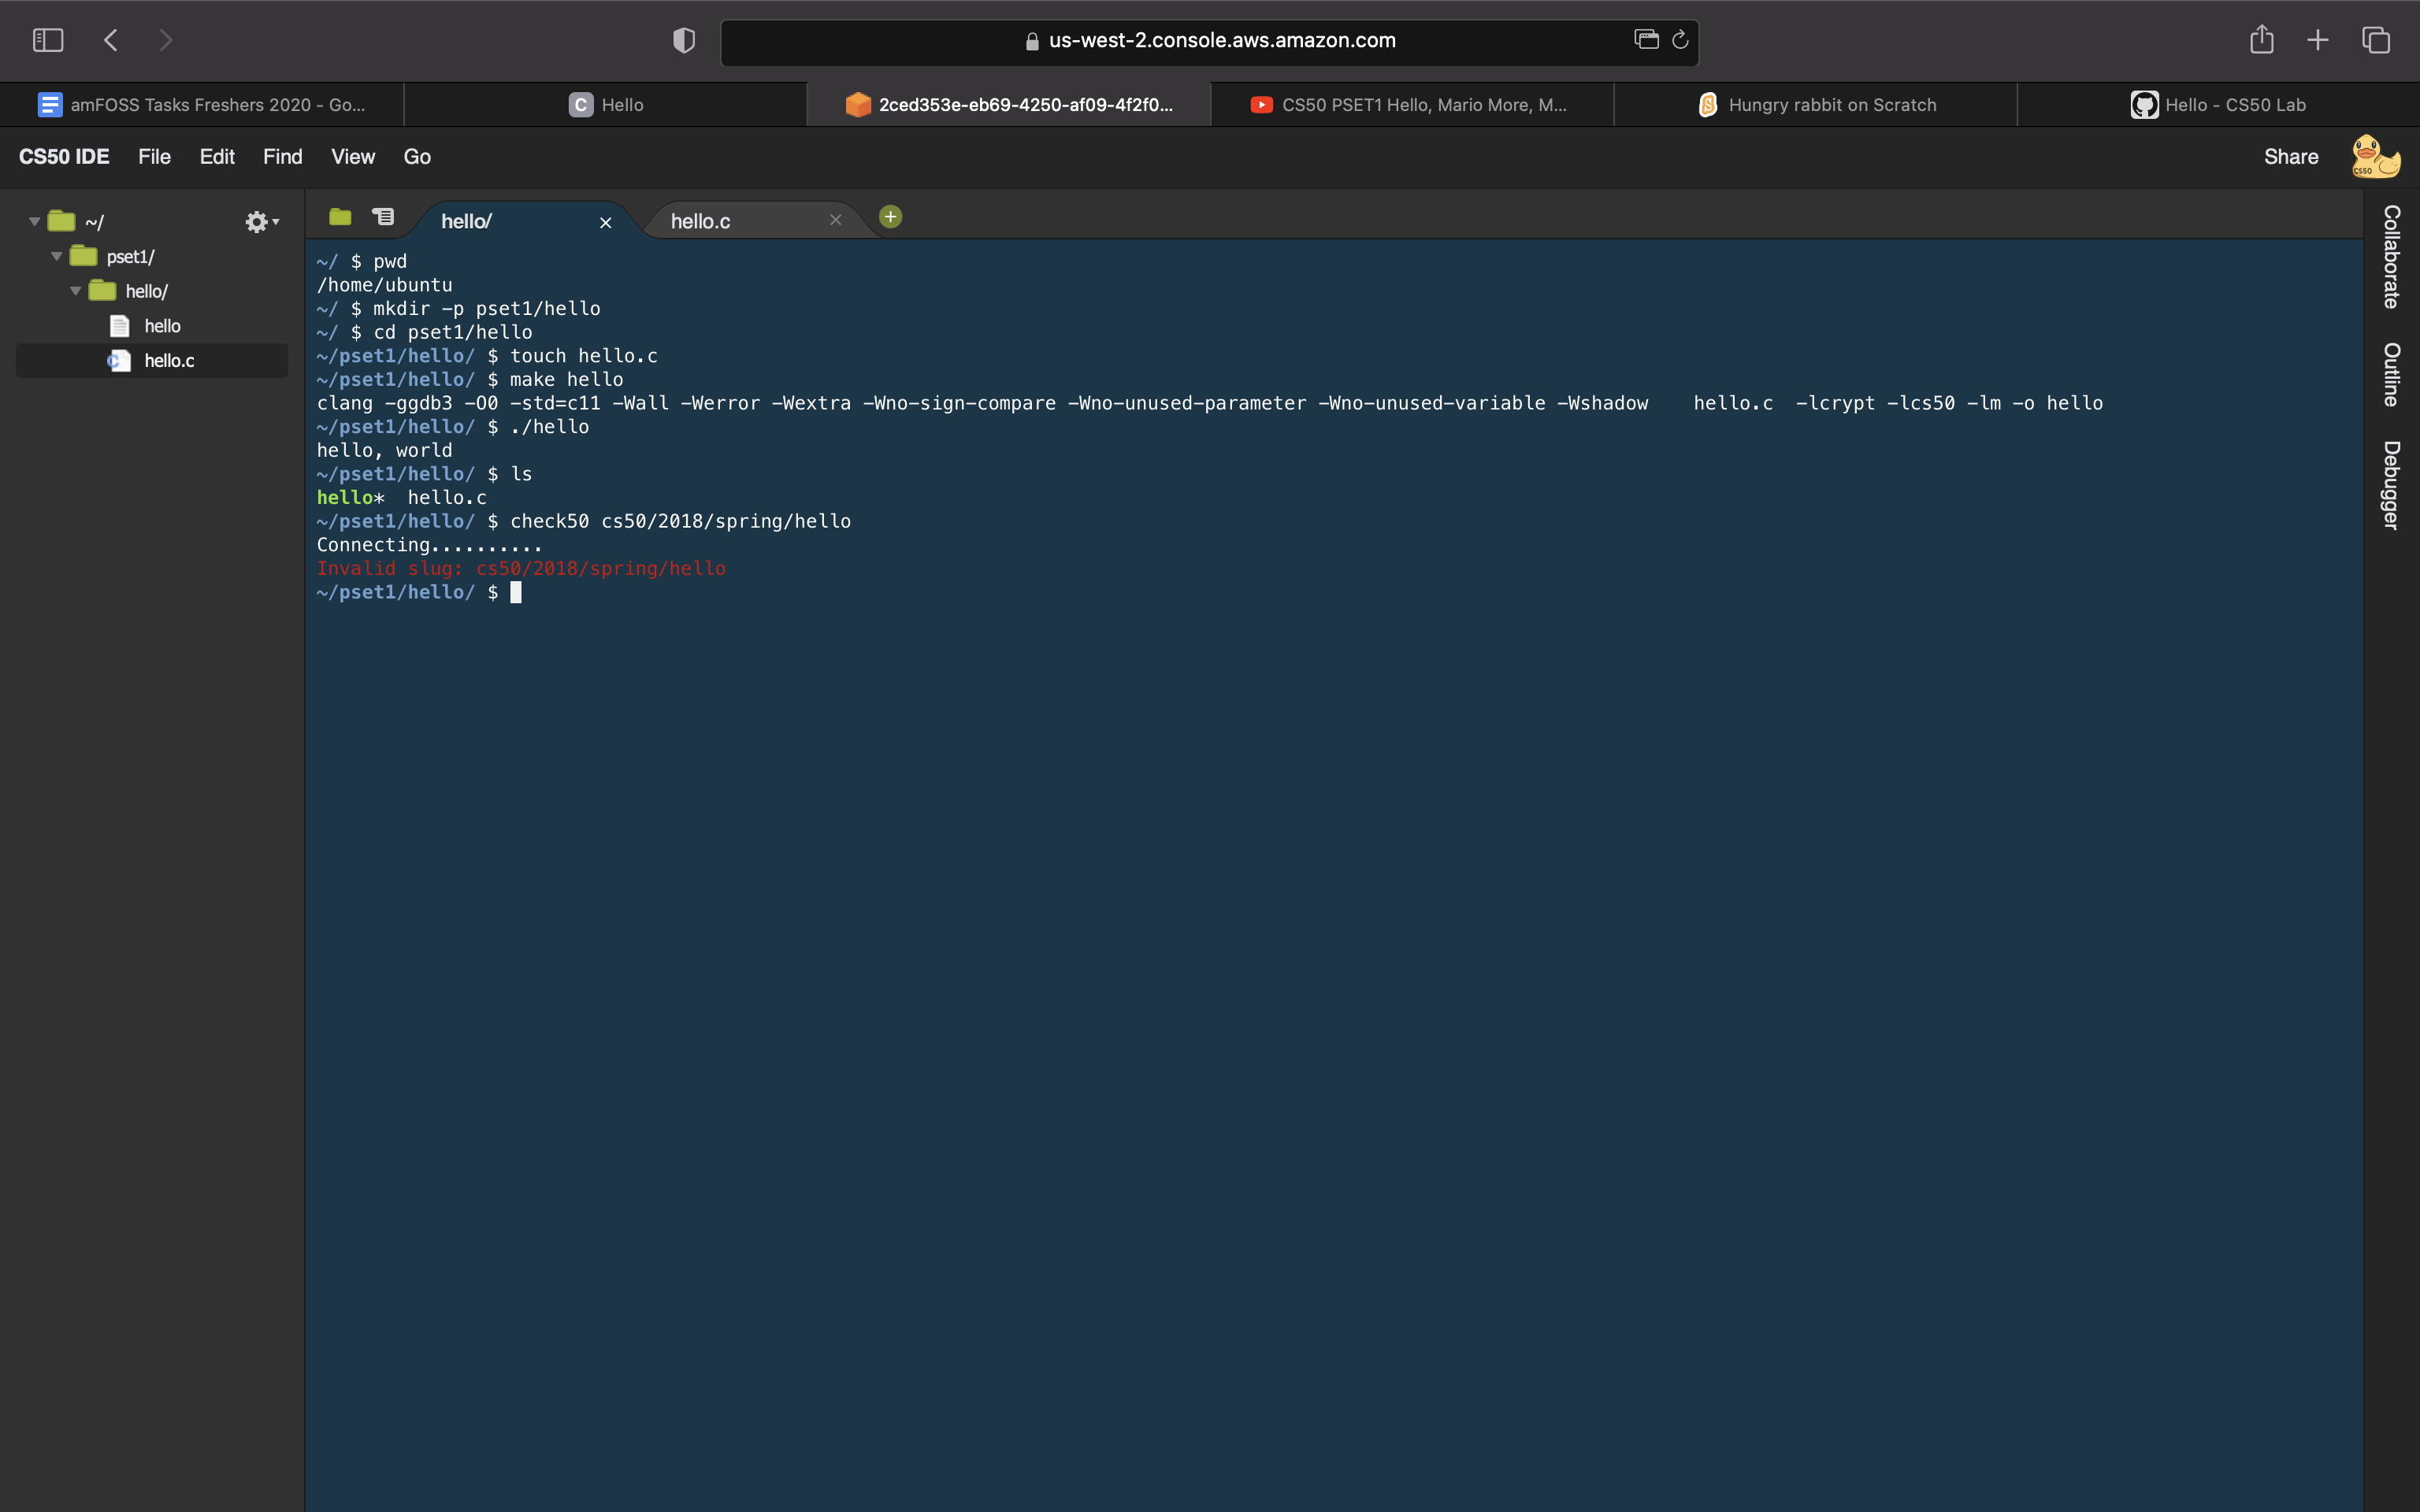 us-west-2.console.aws.amazon.com
amFOSS Tasks Freshers 2020 - Go...
C Hello
2ced353e-eb69-4250-af09-4f2f0...
CS50 PSET1 Hello, Mario More, M...
Hungry rabbit on Scratch
Hello - CS50 Lab
CS50 IDE File Edit Find View Go
Share
CS50
~/
pset1/
hello/
hello
hello.c
hello/
hello.c
~/ $ pwd
/home/ubuntu
~/ $ mkdir -p pset1/hello
~/ $ cd pset1/hello
~/pset1/hello/ $ touch hello.c
~/pset1/hello/ $ make hello
clang -ggdb3 -O0 -std=c11 -Wall -Werror -Wextra -Wno-sign-compare -Wno-unused-parameter -Wno-unused-variable -Wshadow    hello.c  -lcrypt -lcs50 -lm -o hello
~/pset1/hello/ $ ./hello
hello, world
~/pset1/hello/ $ ls
hello*  hello.c
~/pset1/hello/ $ check50 cs50/2018/spring/hello
Connecting..........
Invalid slug: cs50/2018/spring/hello
~/pset1/hello/ $
Collaborate
Outline
Debugger